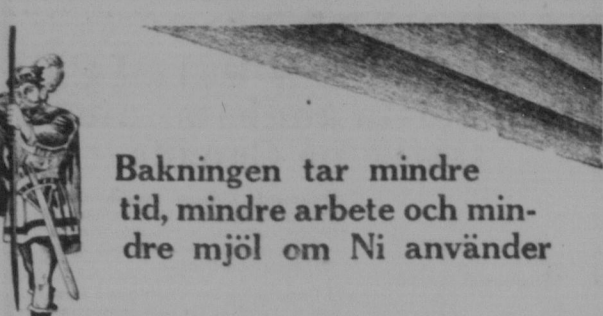 Bakningen tar mindre
tid, mindre arbete och min-
dre mjöl om Ni använder